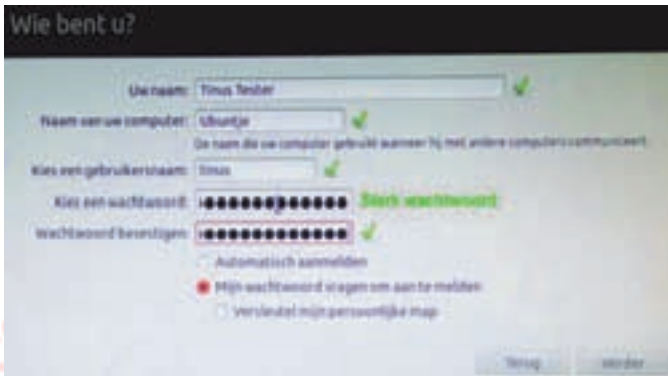 Wie bent u?
Uw naam: Tinus Tester
Naam van uw computer: Ubuntje
De naam die uw computer gebruikt wanneer hij met andere computers communiceert.
Kies een gebruikersnaam: tinus
Kies een wachtwoord: Sterk wachtwoord
Wachtwoord bevestigen:
Automatisch aanmelden
Mijn wachtwoord vragen om aan te melden
Versleutel mijn persoonlijke map
Terug Verder